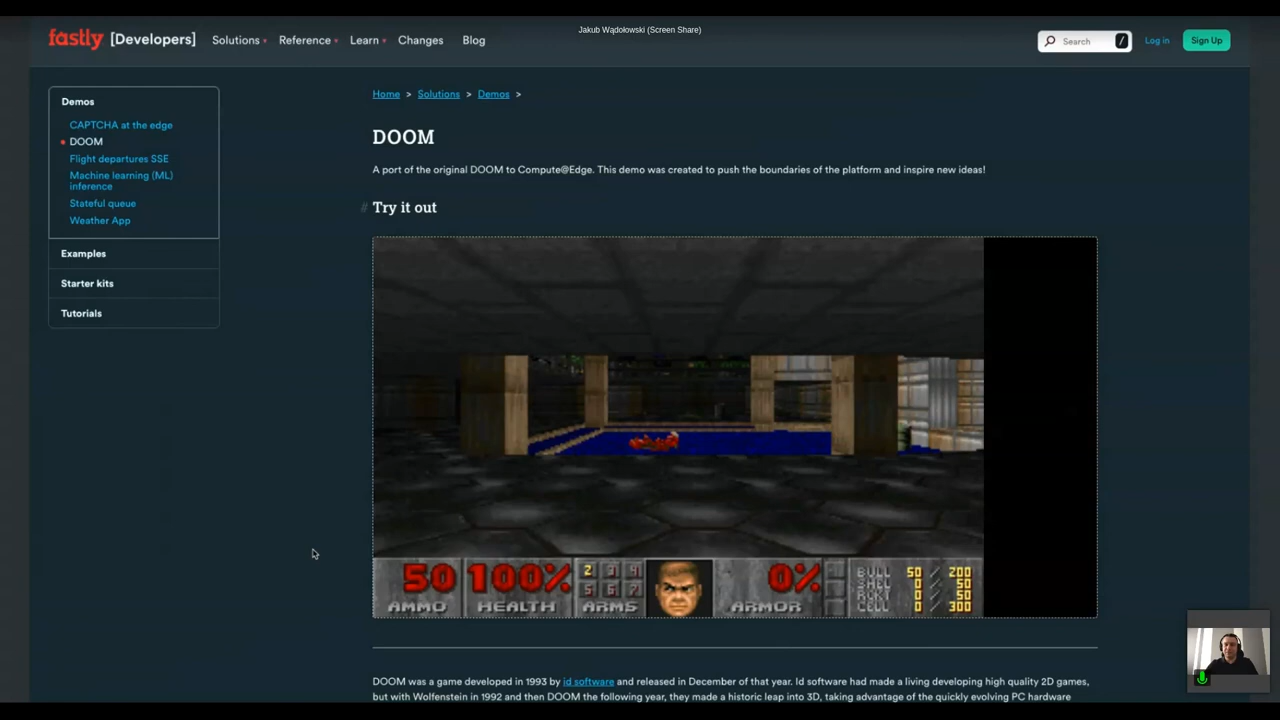 Jakub Wądołowski (Screen Share)
fastly [Developers] Solutions Reference Learn Changes Blog Search / Log in Sign Up
Demos
CAPTCHA at the edge
DOOM
Flight departures SSE
Machine learning (ML)
inference
Stateful queue
Weather App
Examples
Starter kits
Tutorials
Home > Solutions > Demos >
DOOM
A port of the original DOOM to Compute@Edge. This demo was created to push the boundaries of the platform and inspire new ideas!
# Try it out
50 100% 2 3 4 0% BULL 50 / 200
5 6 7 SHEL 0 / 50
RCKT 0 / 50
AMMO HEALTH ARMS ARMOR CELL 0 / 300
DOOM was a game developed in 1993 by id software and released in December of that year. Id software had made a living developing high quality 2D games,
but with Wolfenstein in 1992 and then DOOM the following year, they made a historic leap into 3D, taking advantage of the quickly evolving PC hardware